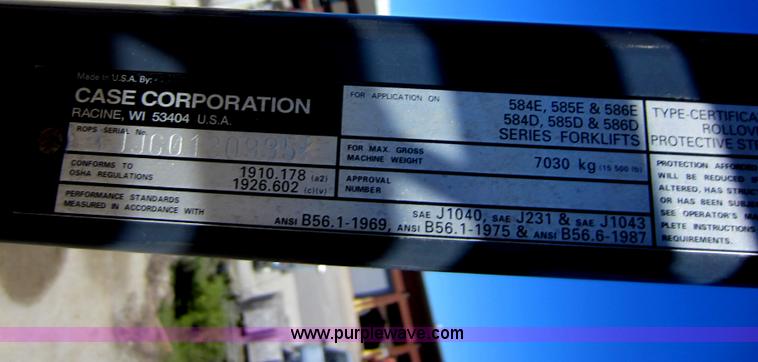 Made in U.S.A. By:
CASE CORPORATION
RACINE, WI 53404 U.S.A.
ROPS SERIAL No.
CONFORMS TO
OSHA REGULATIONS
1910.178 (a2)
1926.602 (c)(v)
PERFORMANCE STANDARDS
MEASURED IN ACCORDANCE WITH
SAE J1040, SAE J231 & SAE J1043
ANSI B56.1-1969, ANSI B56.1-1975 & ANSI B56.6-1987
FOR APPLICATION ON
584E, 585E & 586E
584D, 585D & 586D
SERIES FORKLIFTS
FOR MAX. GROSS
MACHINE WEIGHT
7030 kg (15 500 lb)
APPROVAL
NUMBER
TYPE-CERTIFICA
ROLLOV
PROTECTIVE ST
PROTECTION AFFORDED
WILL BE REDUCED
ALTERED, HAS STRUC
OR HAS BEEN SUBJ
SEE OPERATOR'S MA
PLETE INSTRUCTIONS
REQUIREMENTS.
www.purplewave.com